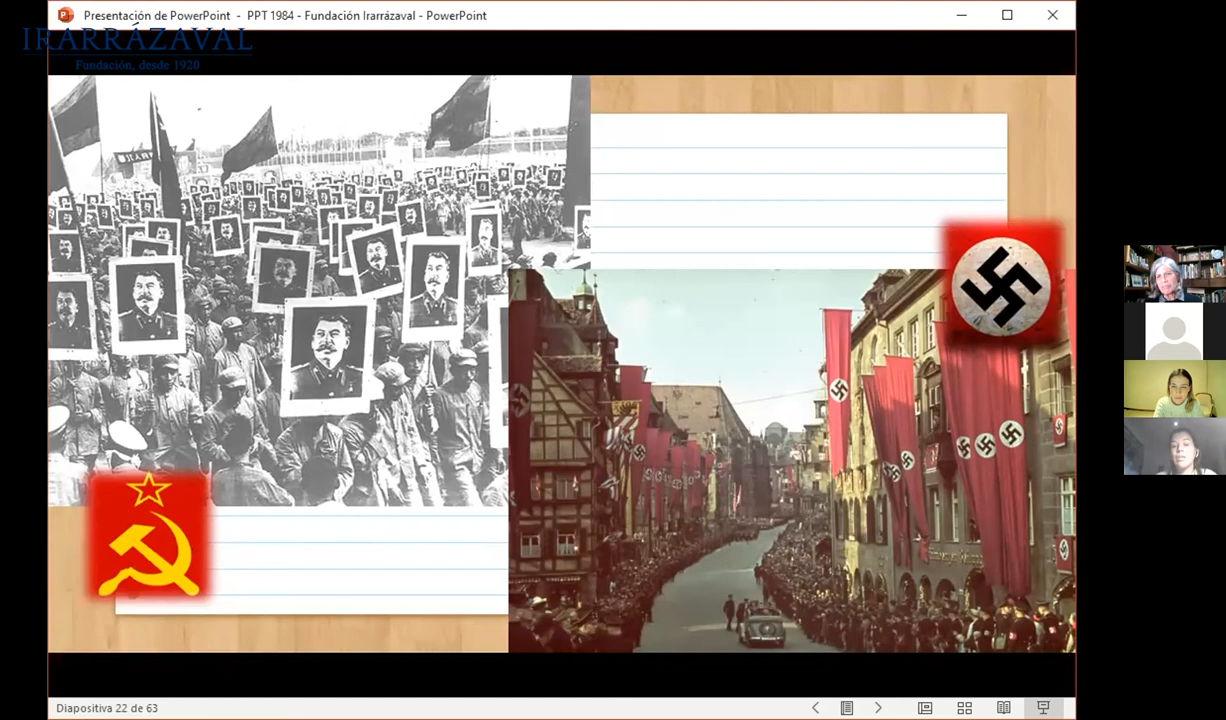 Presentación de PowerPoint - PPT 1984 - Fundación Irarrázaval - PowerPoint
IRARRÁZAVAL
Fundación, desde 1920
Diapositiva 22 de 63